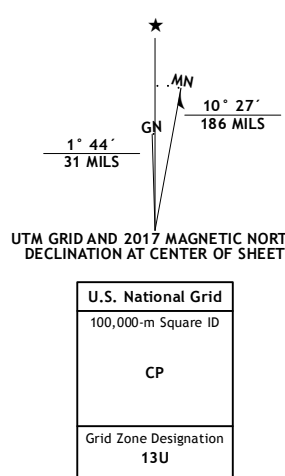 MN
GN
10° 27´
186 MILS
1° 44´
31 MILS
UTM GRID AND 2017 MAGNETIC NORT
DECLINATION AT CENTER OF SHEET
U.S. National Grid
100,000-m Square ID
CP
Grid Zone Designation
13U